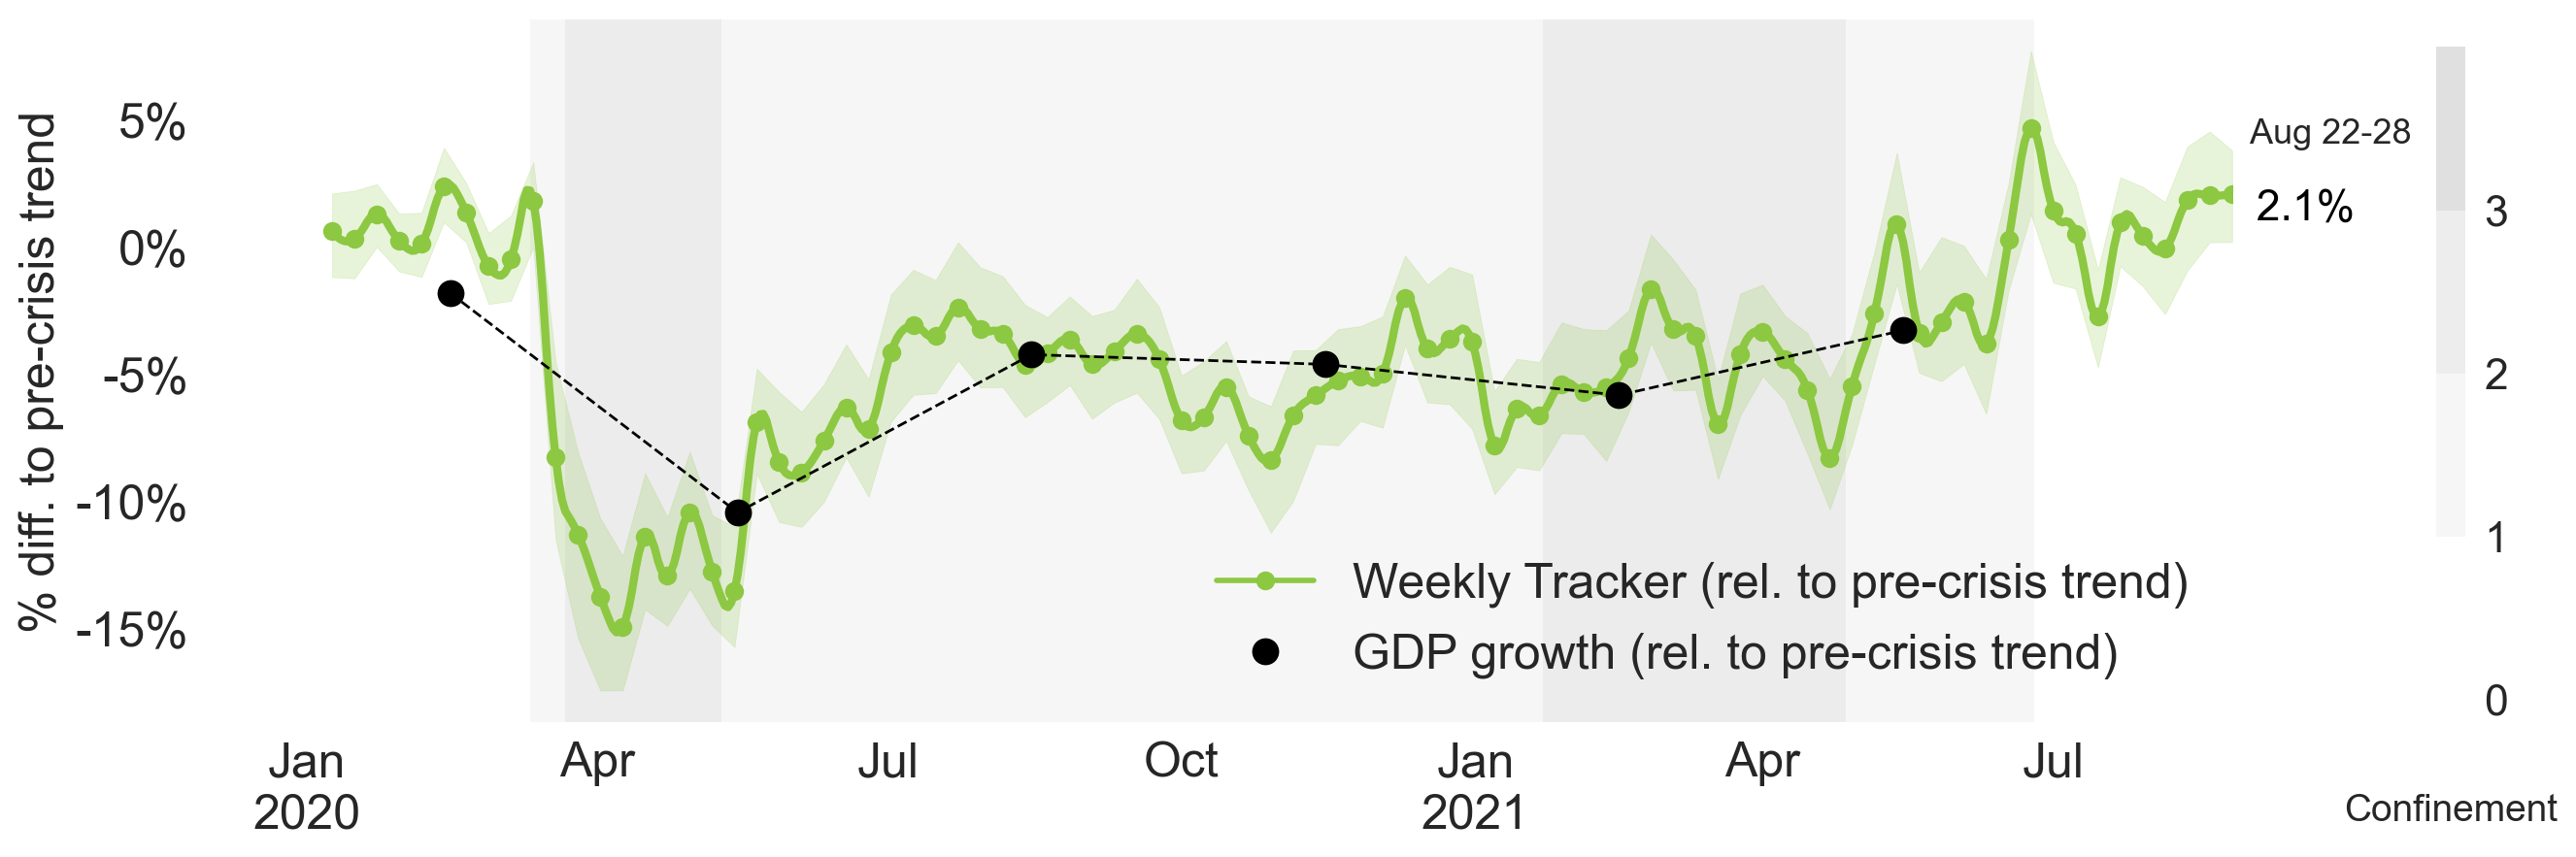 % diff. to pre-crisis trend
5%
0%
-5%
-10%
-15%
Aug 22-28
2.1%
Weekly Tracker (rel. to pre-crisis trend)
GDP growth (rel. to pre-crisis trend)
Jan
2020
Apr
Jul
Oct
Jan
2021
Apr
Jul
3
2
1
0
Confinement